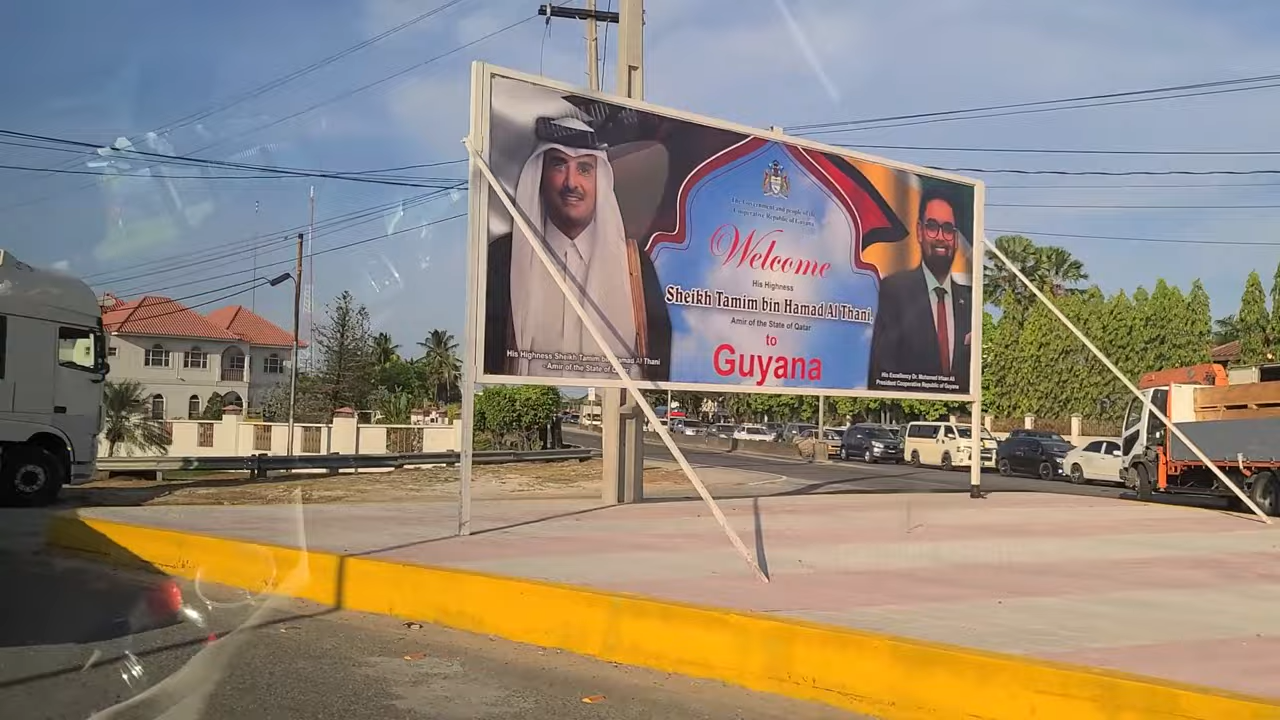 The Government and people of the
Cooperative Republic of Guyana
Welcome
His Highness
Sheikh Tamim bin Hamad Al Thani,
Amir of the State of Qatar
to
Guyana
His Highness Sheikh Tamim bin Hamad Al Thani
Amir of the State of Qatar
His Excellency Dr. Mohamed Irfaan Ali
President Cooperative Republic of Guyana